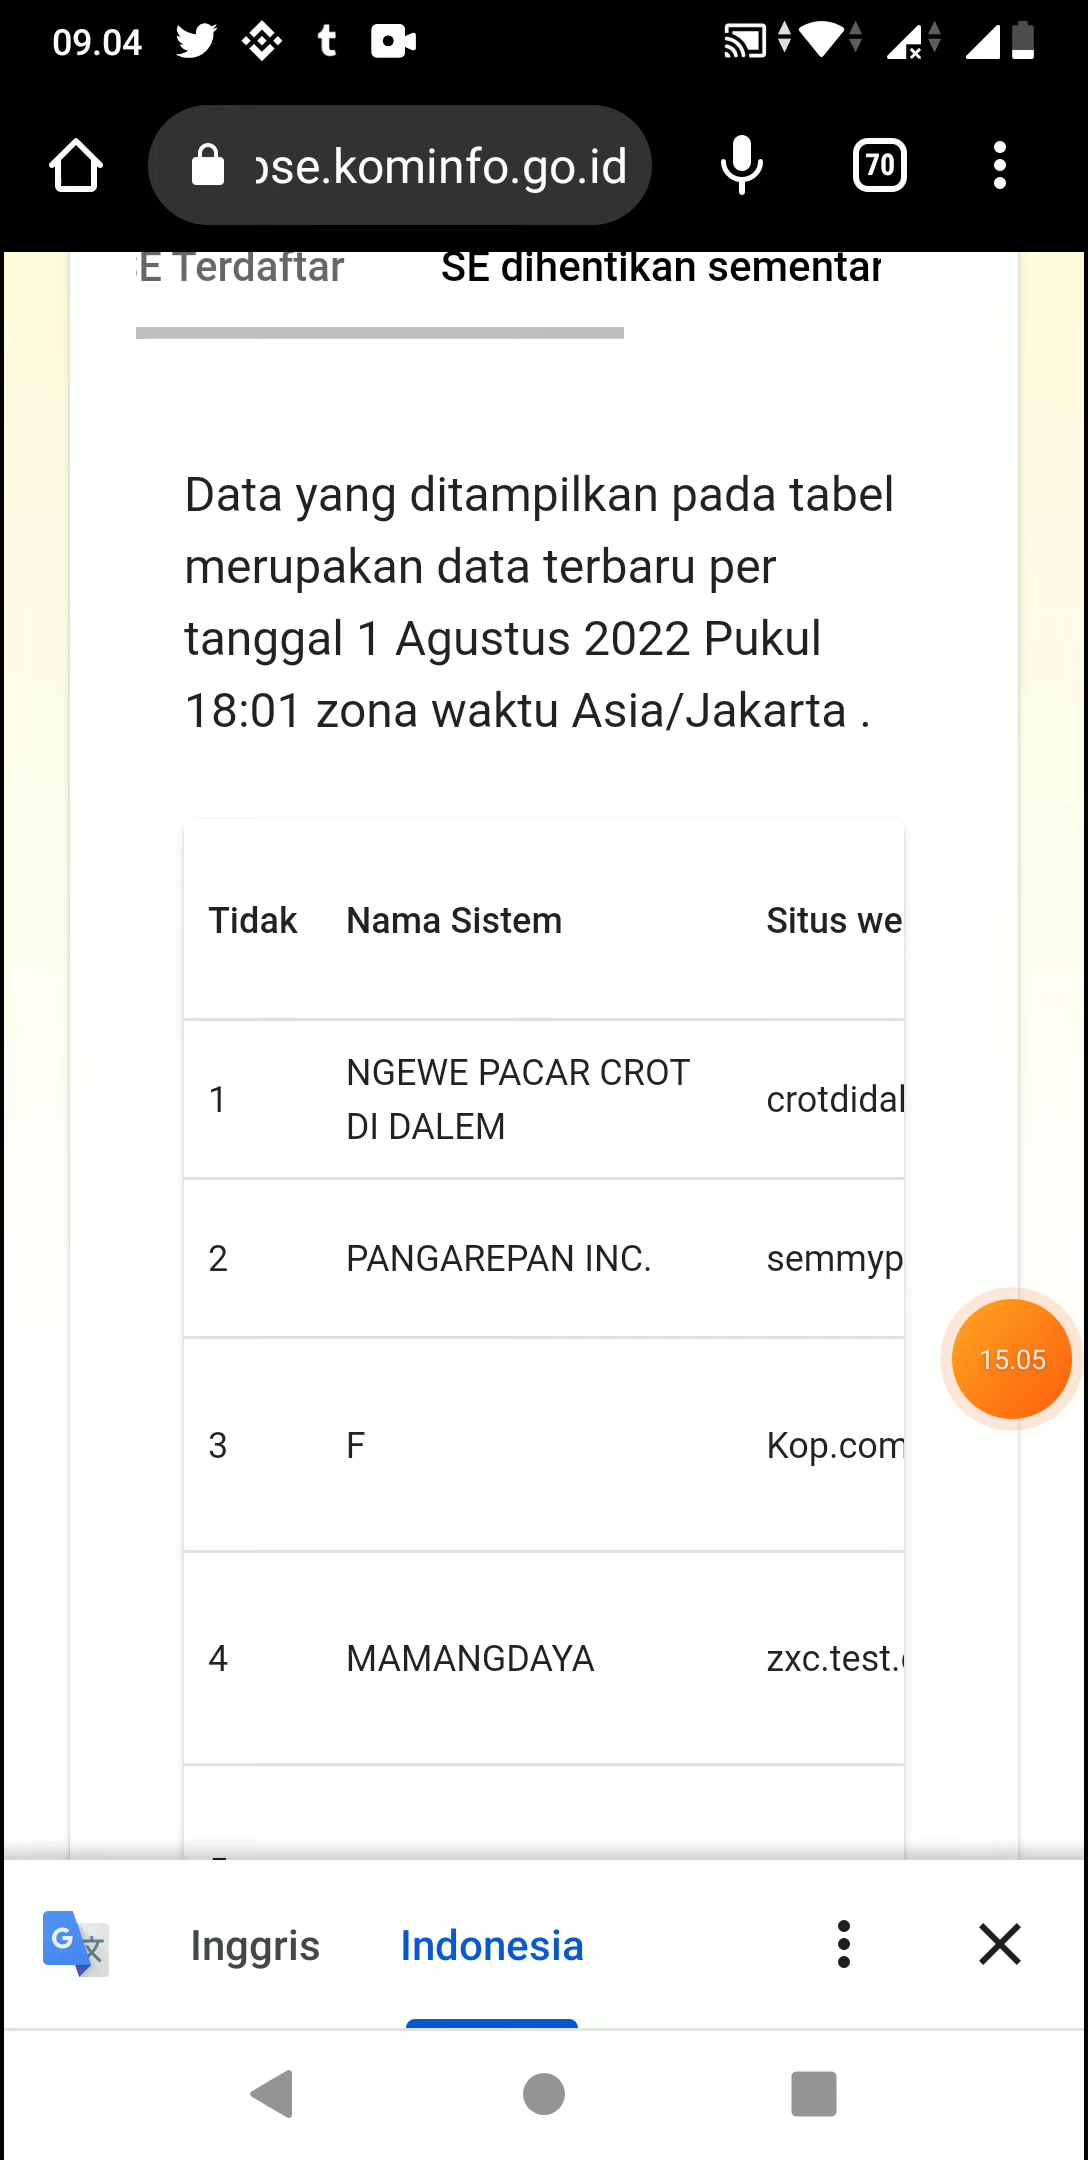 09.04
se.kominfo.go.id
70
E Terdaftar SE dihentikan sementar
Data yang ditampilkan pada tabel
merupakan data terbaru per
tanggal 1 Agustus 2022 Pukul
18:01 zona waktu Asia/Jakarta .
Tidak Nama Sistem Situs we
1 NGEWE PACAR CROT DI DALEM crotdidal
2 PANGAREPAN INC. semmyp
3 F Kop.com
4 MAMANGDAYA zxc.test.
15.05
Inggris Indonesia